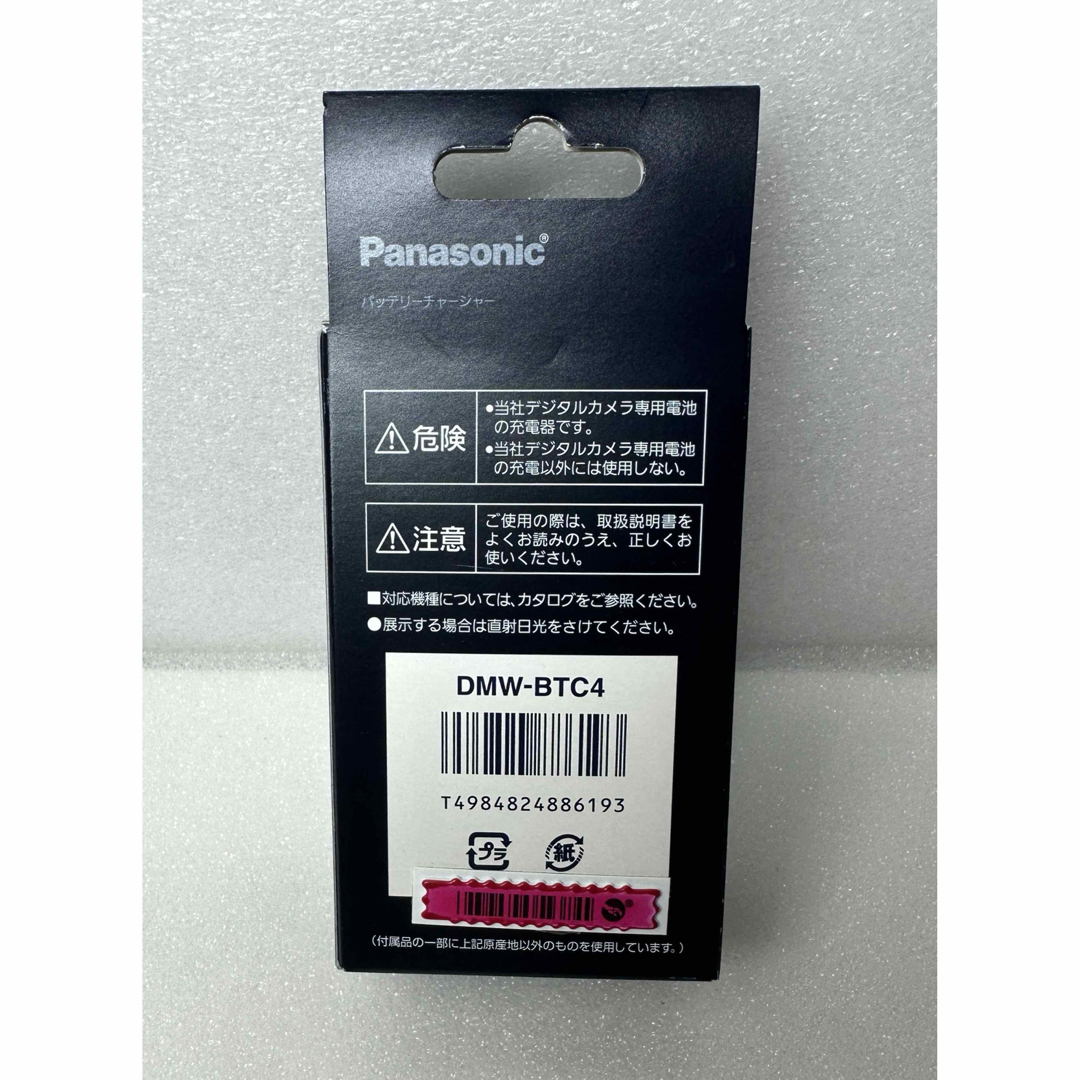 Panasonic®
バッテリーチャージャー
危険
•当社デジタルカメラ専用電池
の充電器です。
•当社デジタルカメラ専用電池
の充電以外には使用しない。
注意
ご使用の際は、取扱説明書を
よくお読みのうえ、正しくお
使いください。
■対応機種については、カタログをご参照ください。
●展示する場合は直射日光をさけてください。
DMW-BTC4
T4984824886193
プラ 紙
(付属品の一部に上記原産地以外のものを使用しています。)